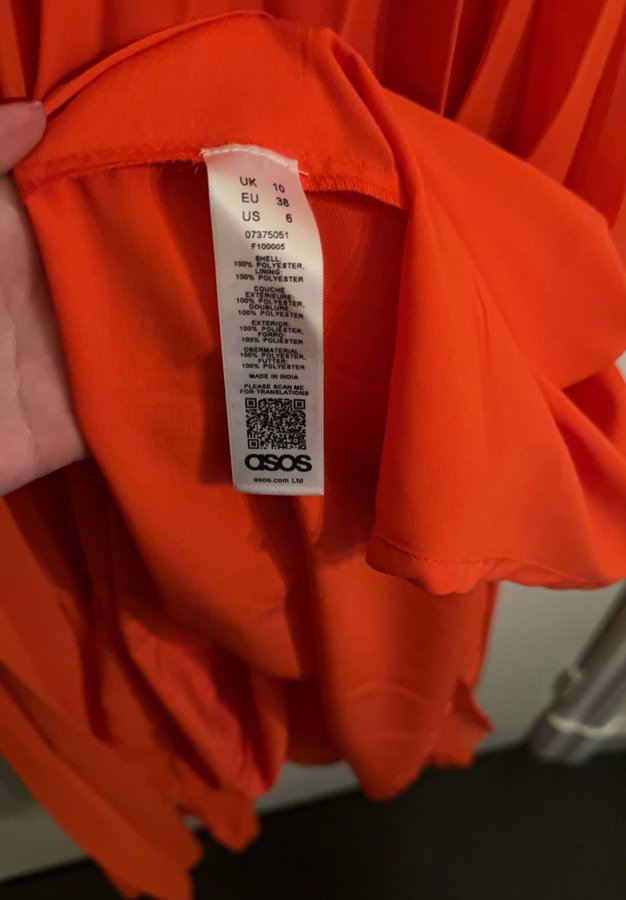 UK 10
EU 38
US 6
07375051
F100005
SHELL:
100% POLYESTER,
LINING:
100% POLYESTER
COUCHE
EXTÉRIEURE:
100% POLYESTER,
DOUBLURE:
100% POLYESTER
EXTERIOR:
100% POLIÉSTER,
FORRO:
100% POLIÉSTER
OBERMATERIAL:
100% POLYESTER,
FUTTER:
100% POLYESTER
MADE IN INDIA
PLEASE SCAN ME
FOR TRANSLATIONS
asos
asos.com Ltd